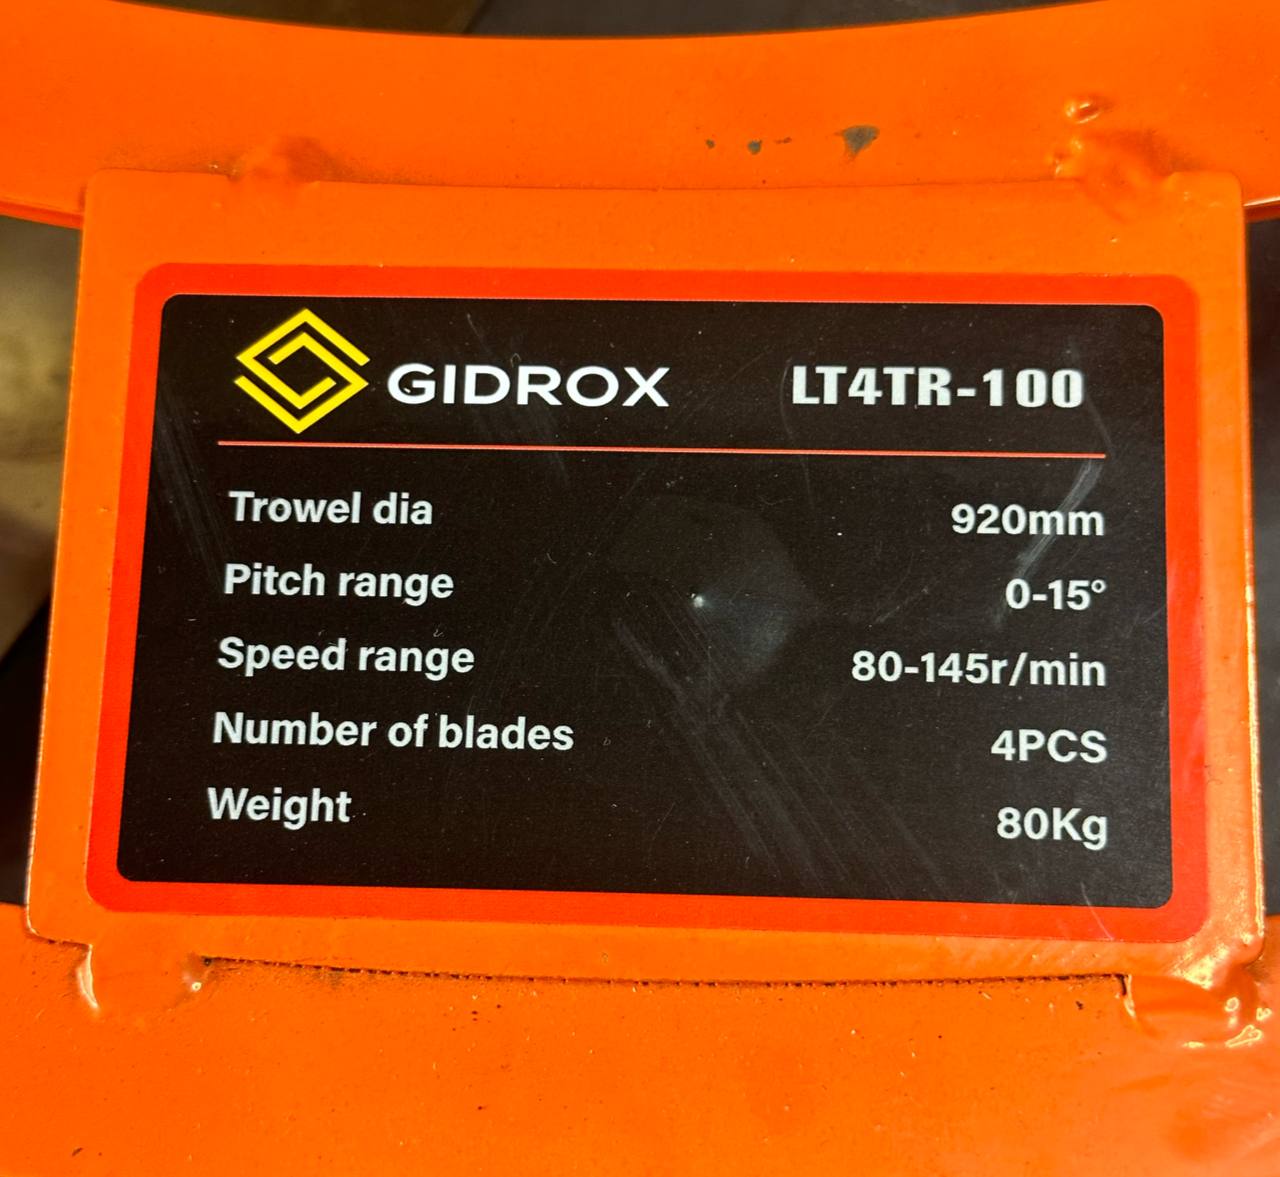 GIDROX LT4TR-100
Trowel dia 920mm
Pitch range 0-15°
Speed range 80-145r/min
Number of blades 4PCS
Weight 80Kg